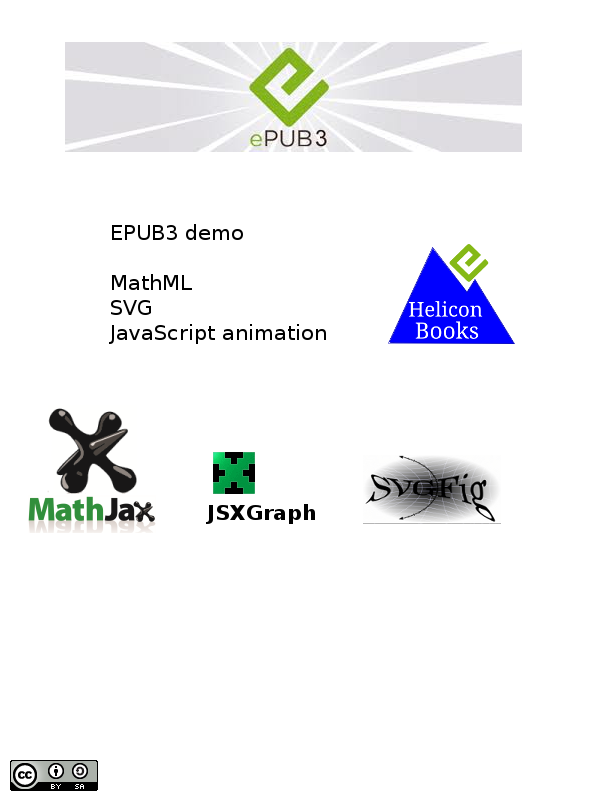 ePUB3
EPUB3 demo
MathML
SVG
JavaScript animation
Helicon
Books
MathJax
JSXGraph
SVGFig
cc
BY SA